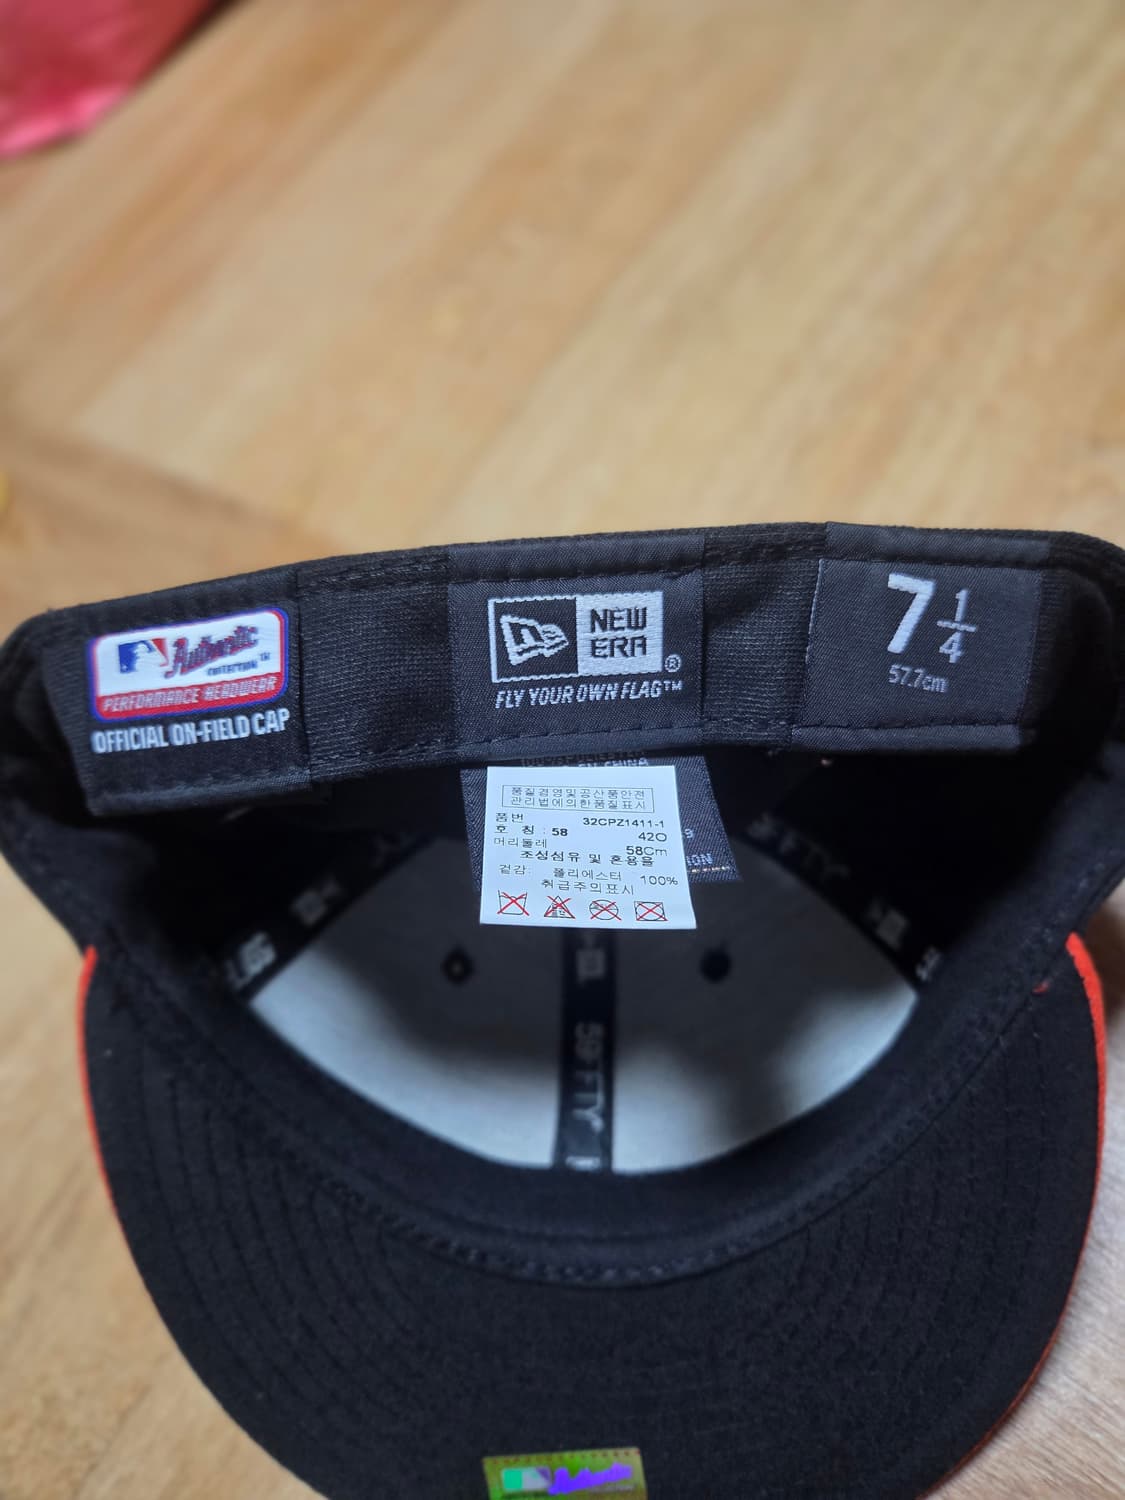 Authentic
COLLECTION™
PERFORMANCE HEADWEAR
OFFICIAL ON-FIELD CAP
NEW
ERA
®
FLY YOUR OWN FLAG™
7 1/4
57.7cm
품질경영및공산품안전
관리법에의한품질표시
품번 32CPZ1411-1
호 칭 : 58 420
머리둘레 58Cm
조성섬유 및 혼용율
겉감: 폴리에스터 100%
취급주의표시
59FIFTY
Authentic